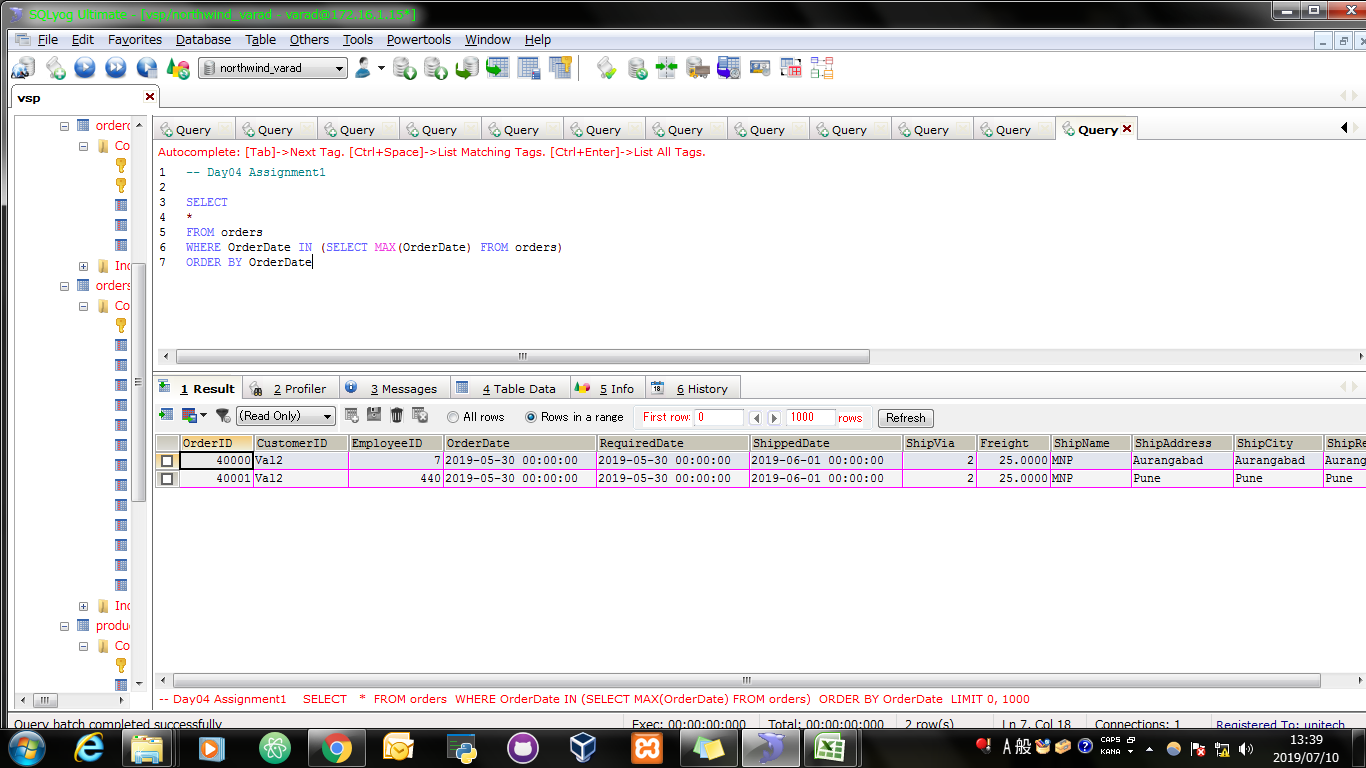 SQLyog Ultimate - [vsp/northwind_varad - varad@172.16.1.15*]
File Edit Favorites Database Table Others Tools Powertools Window Help
northwind_varad
vsp
Query Query Query Query Query Query Query Query Query Query Query Query
Autocomplete: [Tab]->Next Tag. [Ctrl+Space]->List Matching Tags. [Ctrl+Enter]->List All Tags.
1 -- Day04 Assignment1
2
3 SELECT
4 *
5 FROM orders
6 WHERE OrderDate IN (SELECT MAX(OrderDate) FROM orders)
7 ORDER BY OrderDate
orderd
Co
Ind
orders
Co
Ind
produ
Co
1 Result 2 Profiler 3 Messages 4 Table Data 5 Info 6 History
(Read Only) All rows Rows in a range First row: 0 1000 rows Refresh
OrderID CustomerID EmployeeID OrderDate RequiredDate ShippedDate ShipVia Freight ShipName ShipAddress ShipCity ShipRe
40000 Val2 7 2019-05-30 00:00:00 2019-05-30 00:00:00 2019-06-01 00:00:00 2 25.0000 MNP Aurangabad Aurangabad Aurang
40001 Val2 440 2019-05-30 00:00:00 2019-05-30 00:00:00 2019-06-01 00:00:00 2 25.0000 MNP Pune Pune Pune
-- Day04 Assignment1 SELECT * FROM orders WHERE OrderDate IN (SELECT MAX(OrderDate) FROM orders) ORDER BY OrderDate LIMIT 0, 1000
Query batch completed successfully Exec: 00:00:00:000 Total: 00:00:00:000 2 row(s) Ln 7, Col 18 Connections: 1 Registered To: unitech
A 般 CAPS KANA 13:39
2019/07/10